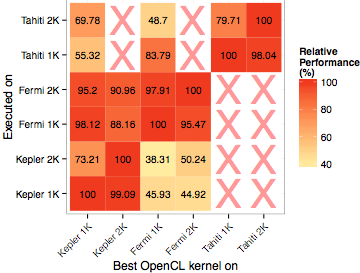 Executed on
Tahiti 2K 69.78 X 48.7 X 79.71 100
Tahiti 1K 55.32 X 83.79 X 100 98.04
Fermi 2K 95.2 90.96 97.91 100 X X
Fermi 1K 98.12 88.16 100 95.47 X X
Kepler 2K 73.21 100 38.31 50.24 X X
Kepler 1K 100 99.09 45.93 44.92 X X
Kepler 1K Kepler 2K Fermi 1K Fermi 2K Tahiti 1K Tahiti 2K
Best OpenCL kernel on
Relative
Performance
(%)
100
80
60
40